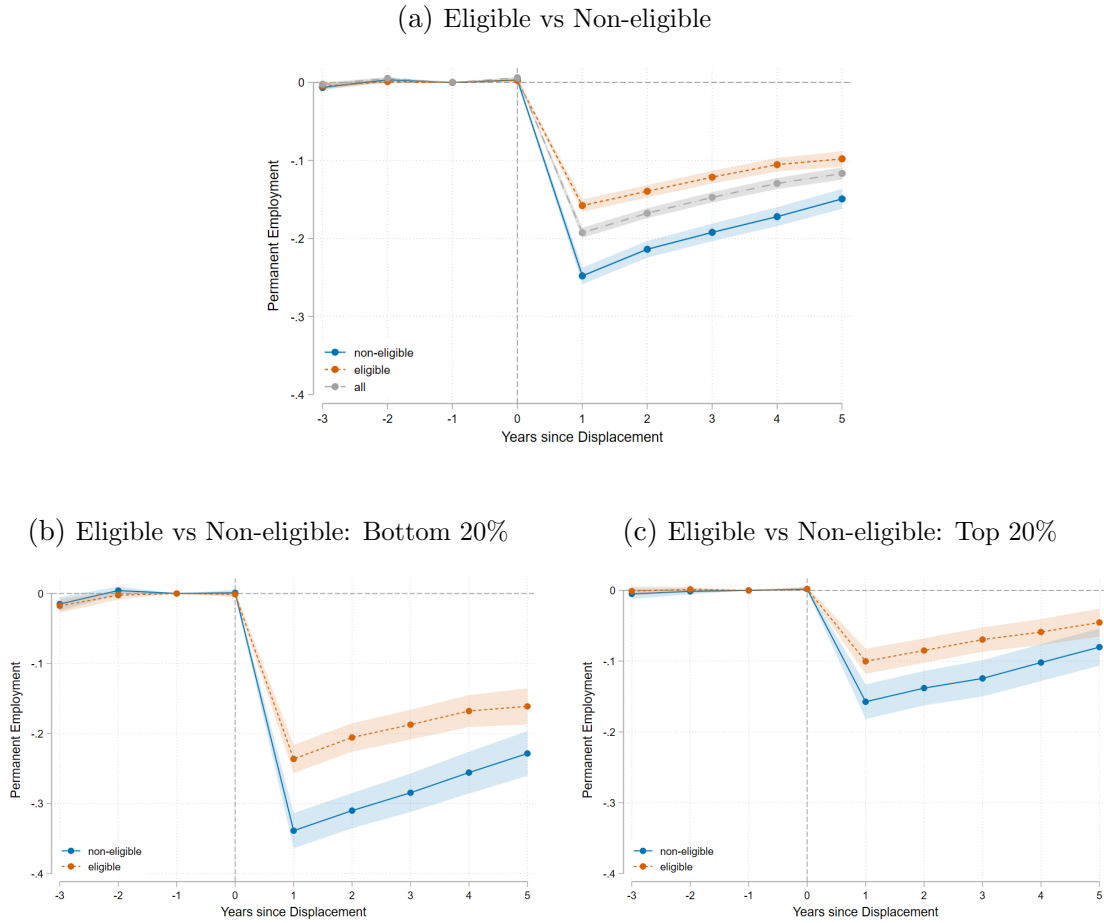 (a) Eligible vs Non-eligible
0
-.1
-.2
-.3
-.4
Permanent Employment
non-eligible
eligible
all
-3 -2 -1 0 1 2 3 4 5
Years since Displacement
(b) Eligible vs Non-eligible: Bottom 20%
0
-.1
-.2
-.3
-.4
Permanent Employment
non-eligible
eligible
-3 -2 -1 0 1 2 3 4 5
Years since Displacement
(c) Eligible vs Non-eligible: Top 20%
0
-.1
-.2
-.3
-.4
Permanent Employment
non-eligible
eligible
-3 -2 -1 0 1 2 3 4 5
Years since Displacement